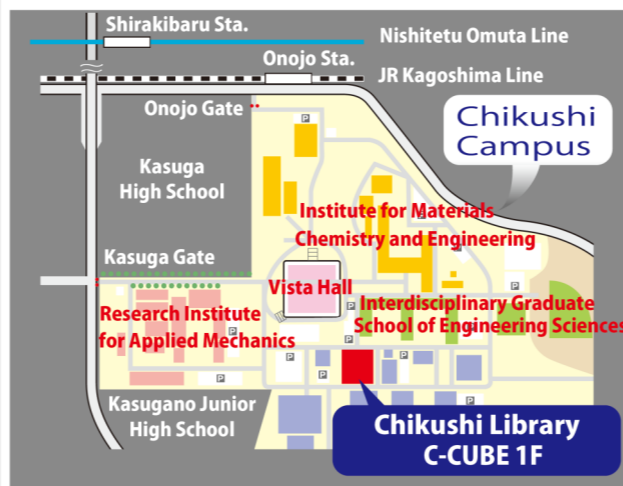 Shirakibaru Sta.
Nishitetu Omuta Line
Onojo Sta.
JR Kagoshima Line
Onojo Gate
P
Chikushi
Campus
Kasuga
High School
P
Institute for Materials
Chemistry and Engineering
Kasuga Gate
Vista Hall
P
Interdisciplinary Graduate
School of Engineering Sciences
Research Institute
for Applied Mechanics
P
P
P
P
P
P
P
Kasugano Junior
High School
Chikushi Library
C-CUBE 1F